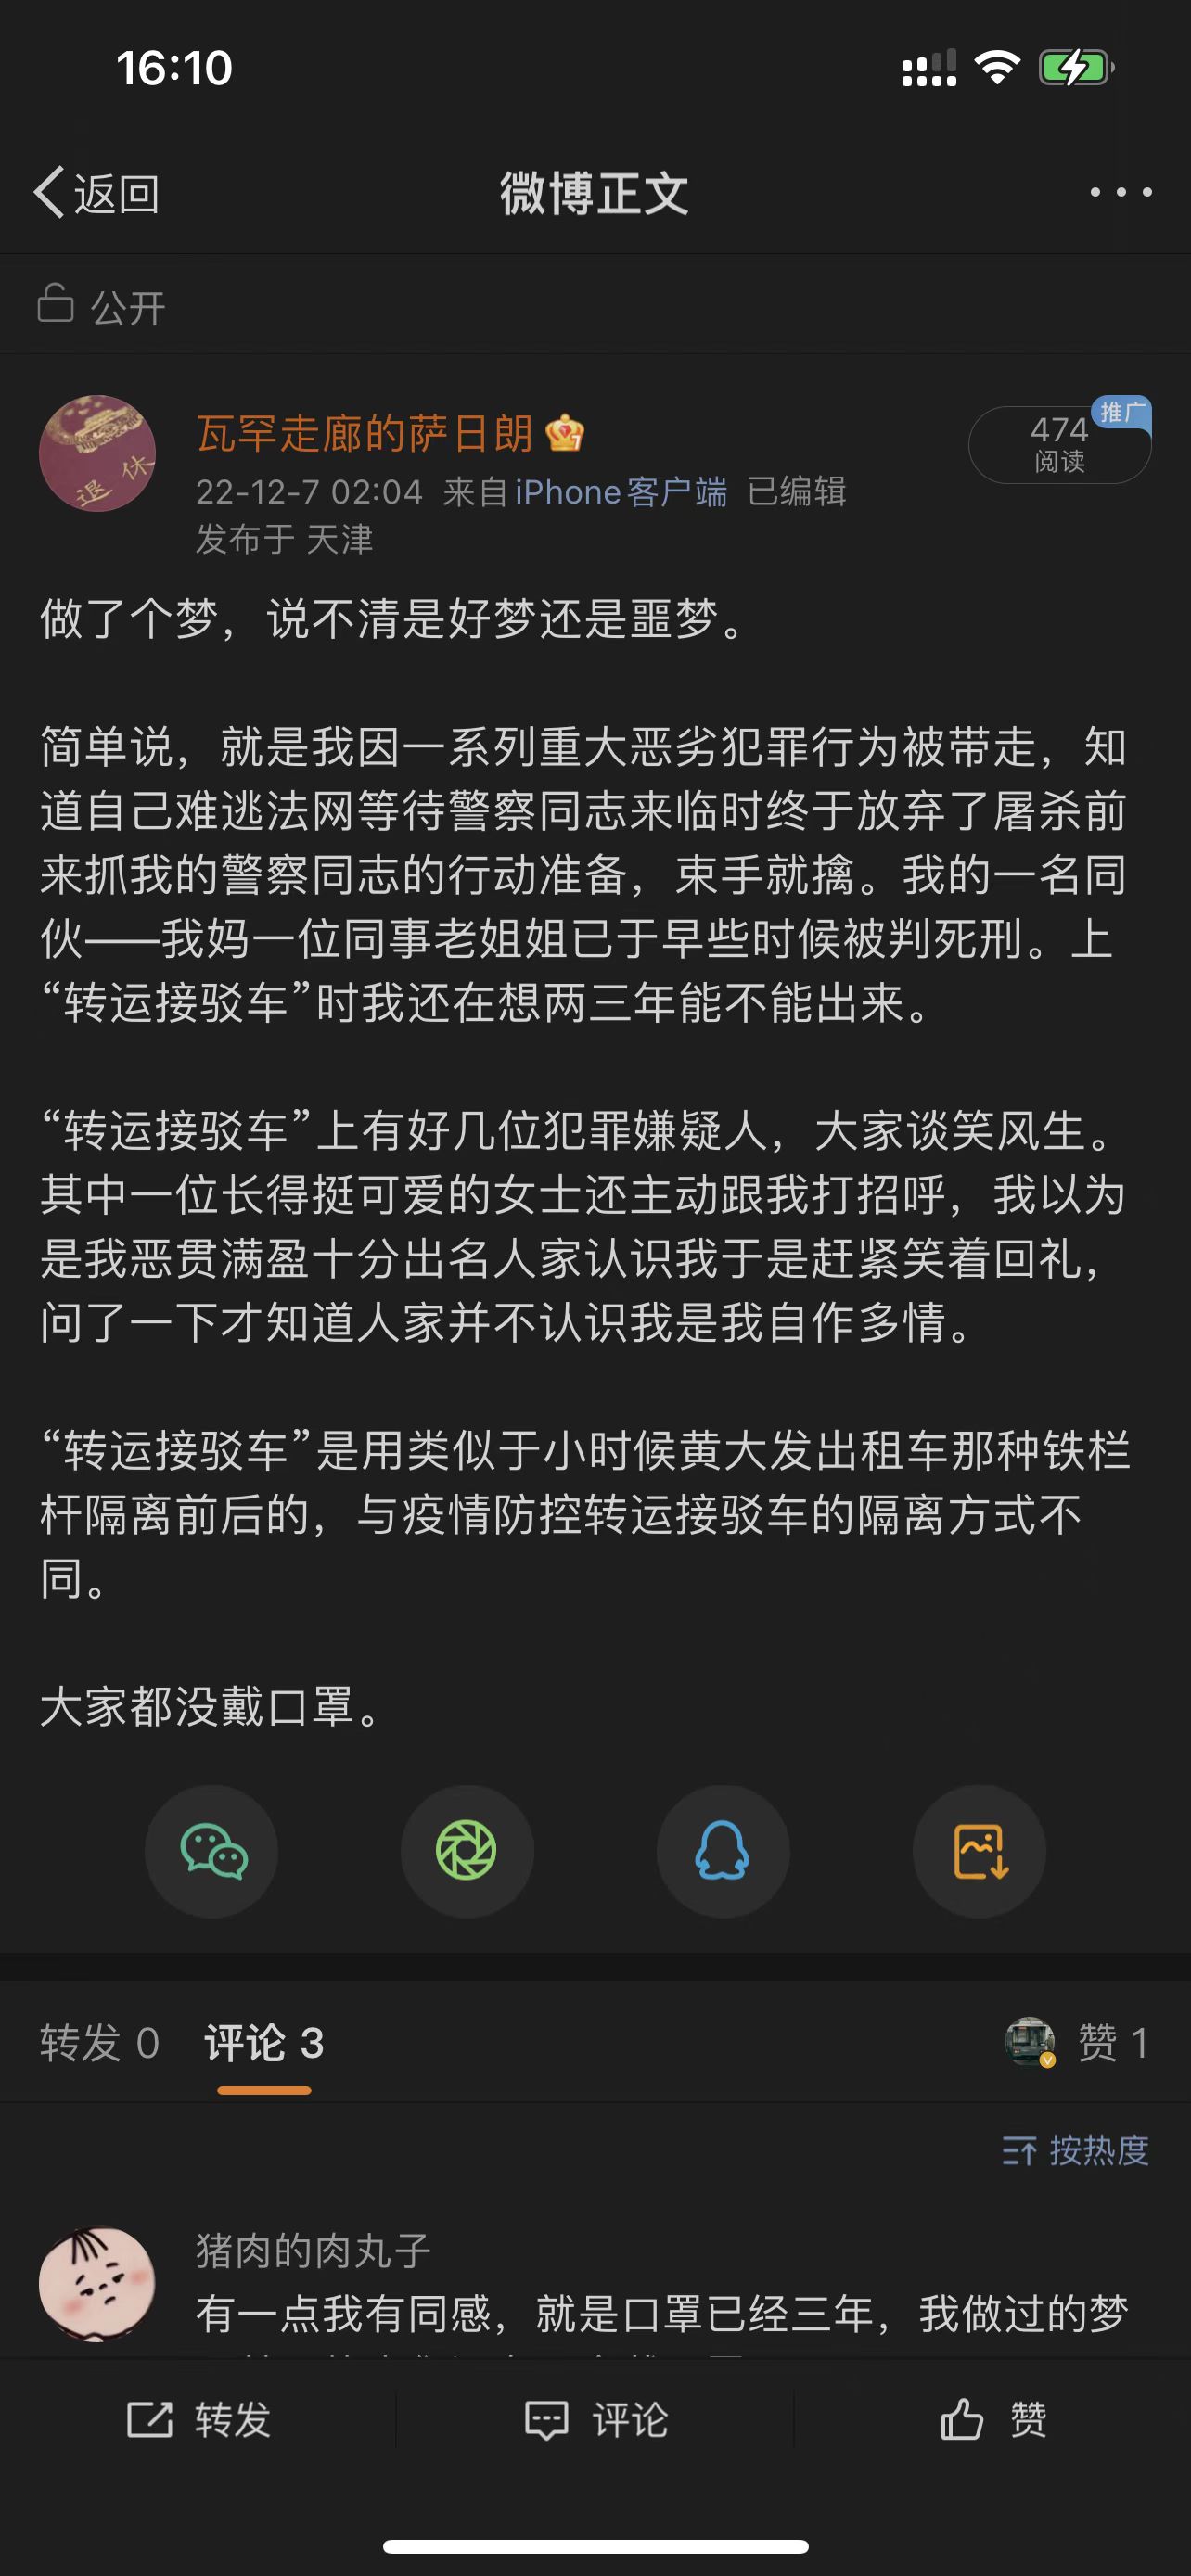 16:10
返回
微博正文
公开
瓦罕走廊的萨日朗
22-12-7 02:04 来自iPhone客户端 已编辑
发布于 天津
推广
474
阅读
退休
做了个梦，说不清是好梦还是噩梦。
简单说，就是我因一系列重大恶劣犯罪行为被带走，知
道自己难逃法网等待警察同志来临时终于放弃了屠杀前
来抓我的警察同志的行动准备，束手就擒。我的一名同
伙——我妈一位同事老姐姐已于早些时候被判死刑。上
“转运接驳车”时我还在想两三年能不能出来。
“转运接驳车”上有好几位犯罪嫌疑人，大家谈笑风生。
其中一位长得挺可爱的女士还主动跟我打招呼，我以为
是我恶贯满盈十分出名人家认识我于是赶紧笑着回礼，
问了一下才知道人家并不认识我是我自作多情。
“转运接驳车”是用类似于小时候黄大发出租车那种铁栏
杆隔离前后的，与疫情防控转运接驳车的隔离方式不
同。
大家都没戴口罩。
转发 0 评论 3
赞 1
按热度
猪肉的肉丸子
有一点我有同感，就是口罩已经三年，我做过的梦
转发
评论
赞